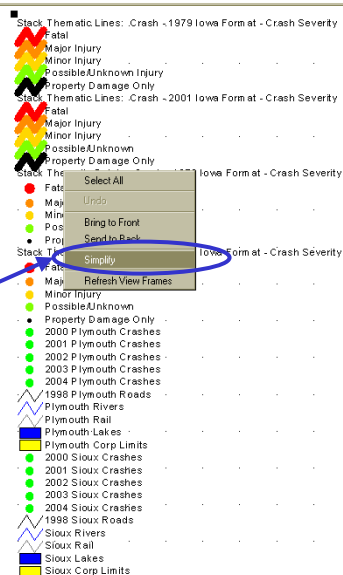 Stack Thematic Lines: Crash - 1979 Iowa Format - Crash Severity
Fatal
Major Injury
Minor Injury
Possible/Unknown Injury
Property Damage Only
Stack Thematic Lines: Crash - 2001 Iowa Format - Crash Severity
Fatal
Major Injury
Minor Injury
Possible/Unknown
Property Damage Only
Stack Iowa Format - Crash Severity
Select All
Undo
Bring to Front
Send to Back
Stack Iowa Format - Crash Severity
Simplify
Refresh View Frames
Minor Injury
Possible/Unknown
Property Damage Only
2000 Plymouth Crashes
2001 Plymouth Crashes
2002 Plymouth Crashes
2003 Plymouth Crashes
2004 Plymouth Crashes
1998 Plymouth Roads
Plymouth Rivers
Plymouth Rail
Plymouth Lakes
Plymouth Corp Limits
2000 Sioux Crashes
2001 Sioux Crashes
2002 Sioux Crashes
2003 Sioux Crashes
2004 Sioux Crashes
1998 Sioux Roads
Sioux Rivers
Sioux Rail
Sioux Lakes
Sioux Corp Limits